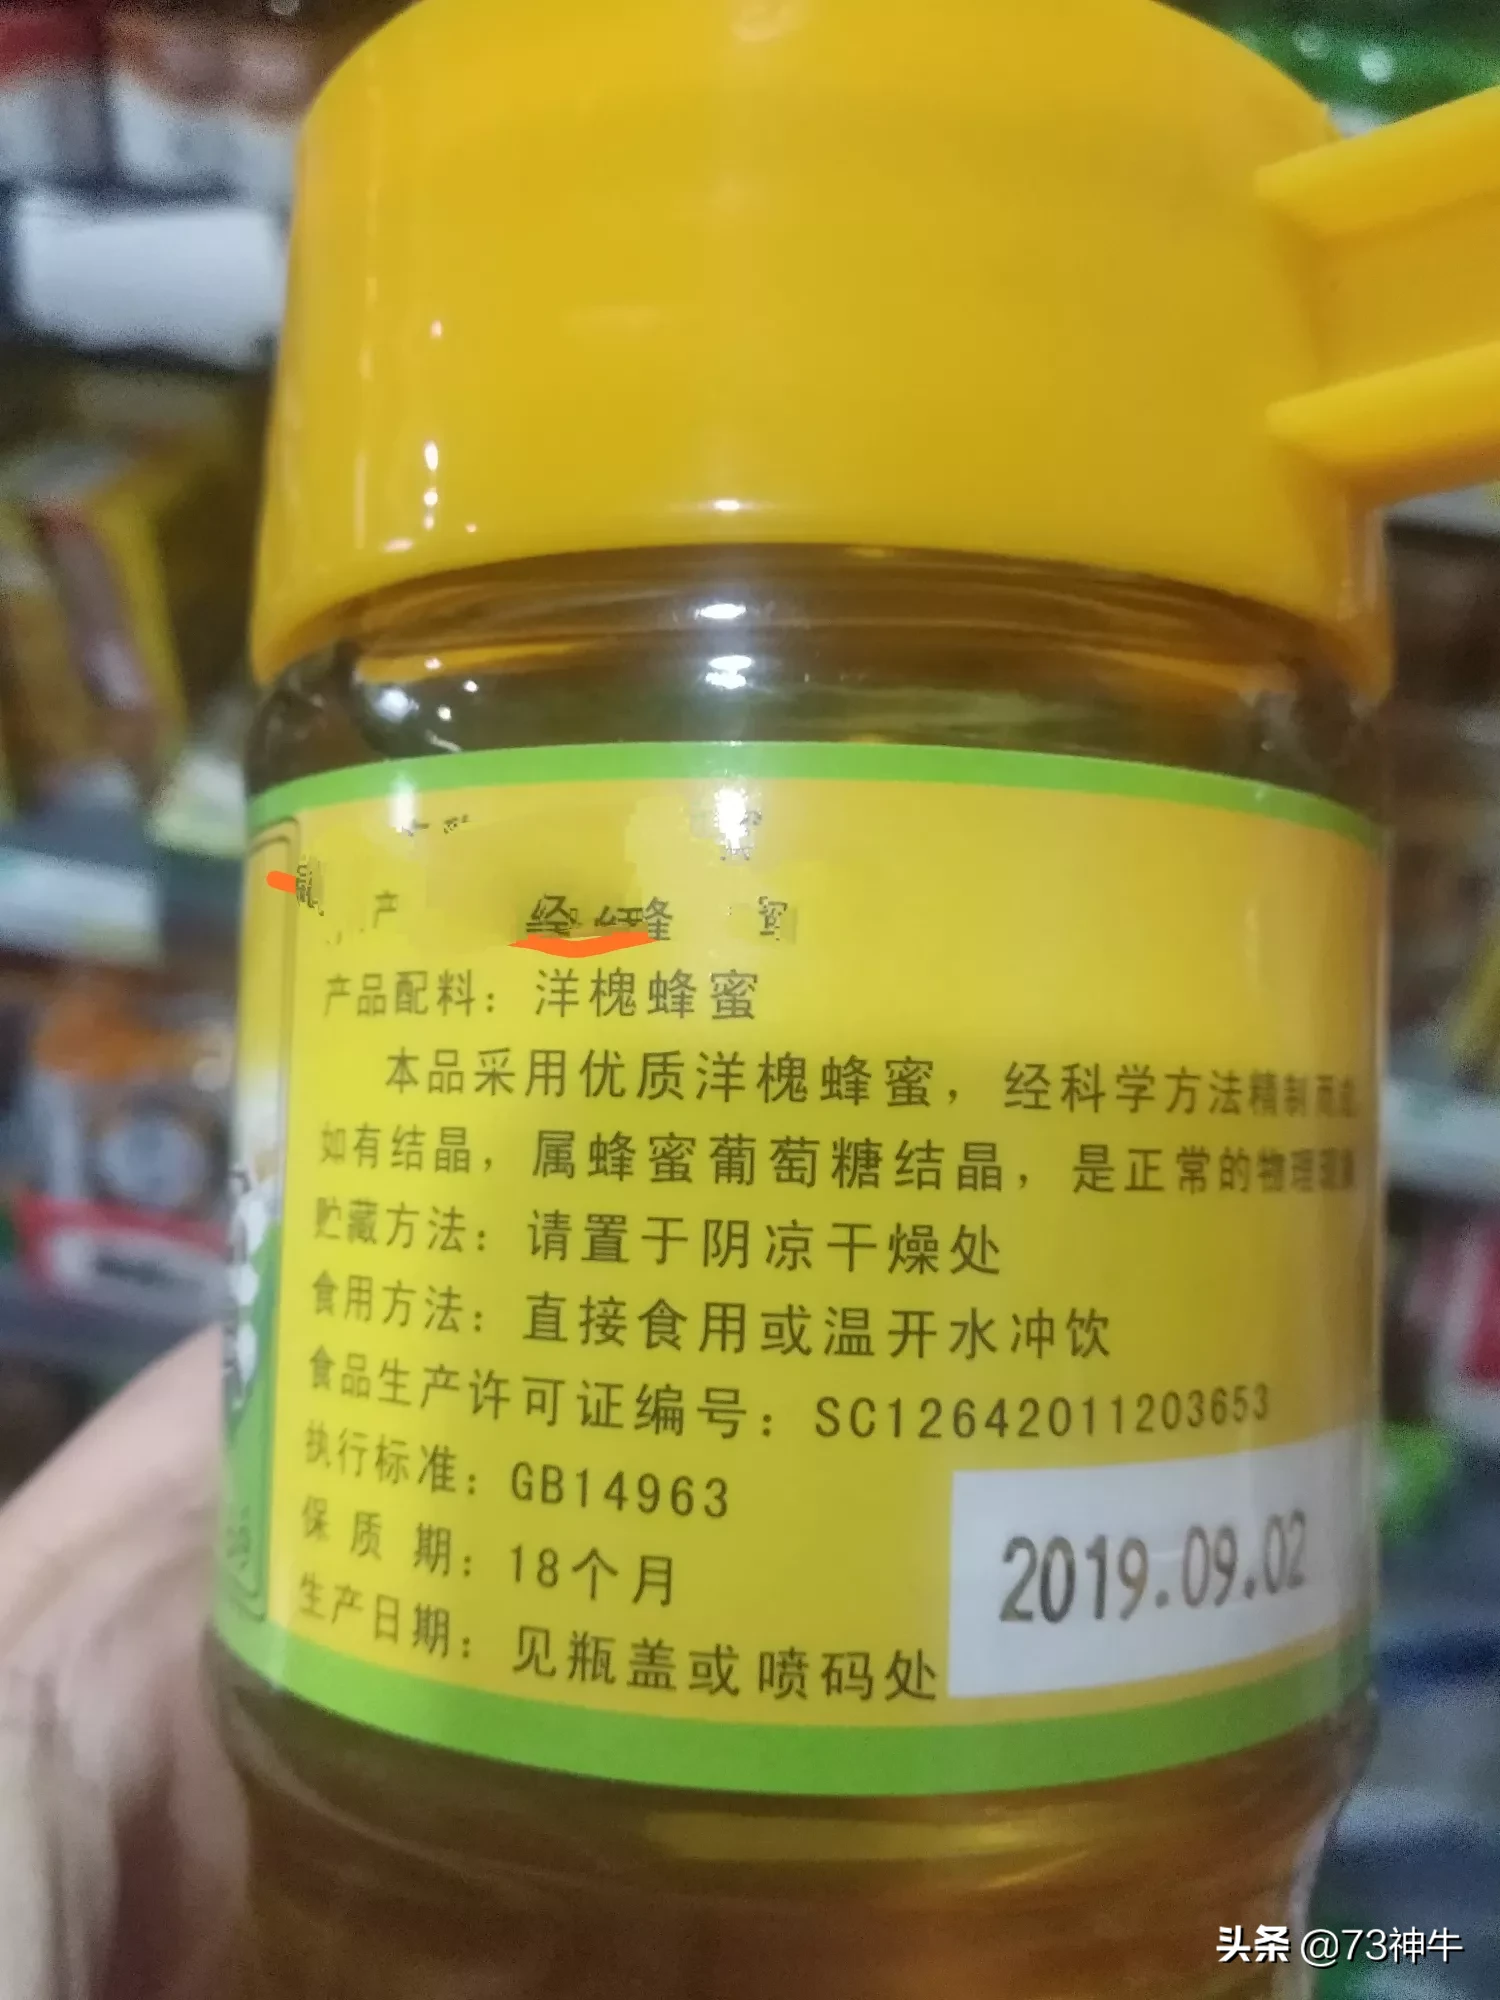 产品配料：洋槐蜂蜜
本品采用优质洋槐蜂蜜，经科学方法精制而成
如有结晶，属蜂蜜葡萄糖结晶，是正常的物理现象
贮藏方法：请置于阴凉干燥处
食用方法：直接食用或温开水冲饮
食品生产许可证编号：SC12642011203653
执行标准：GB14963
保质期：18个月
生产日期：见瓶盖或喷码处
2019.09.02
头条 @73神牛